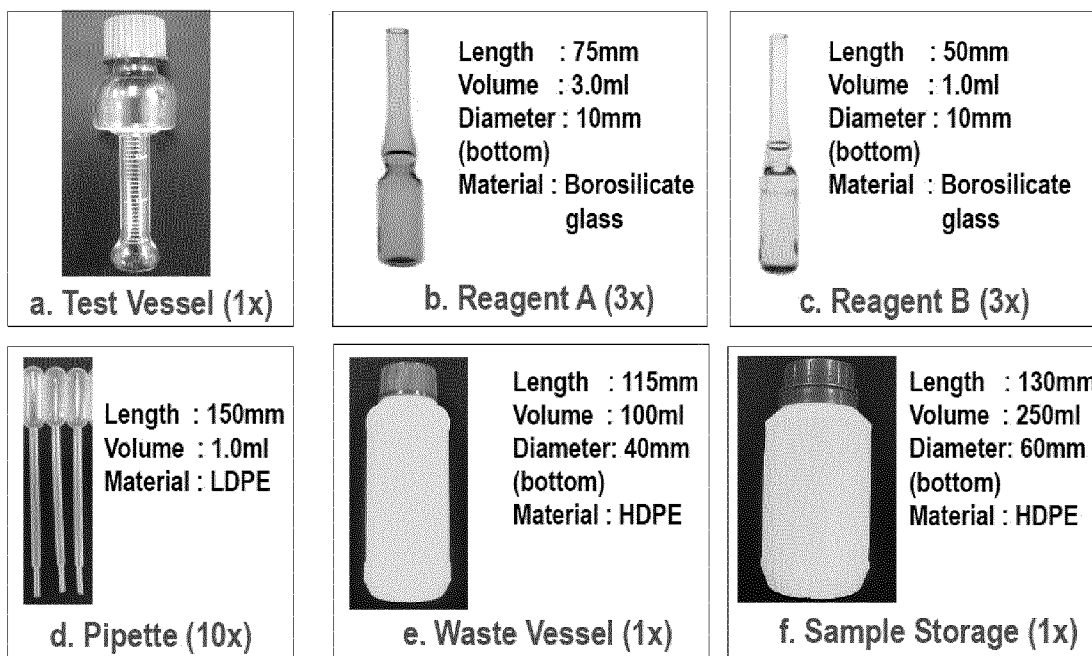 Length : 75mm
Volume : 3.0ml
Diameter : 10mm
(bottom)
Material : Borosilicate
glass
Length : 50mm
Volume : 1.0ml
Diameter : 10mm
(bottom)
Material : Borosilicate
glass
a. Test Vessel (1x)
b. Reagent A (3x)
c. Reagent B (3x)
Length : 150mm
Volume : 1.0ml
Material : LDPE
Length : 115mm
Volume : 100ml
Diameter: 40mm
(bottom)
Material : HDPE
Length : 130mm
Volume : 250ml
Diameter: 60mm
(bottom)
Material : HDPE
d. Pipette (10x)
e. Waste Vessel (1x)
f. Sample Storage (1x)